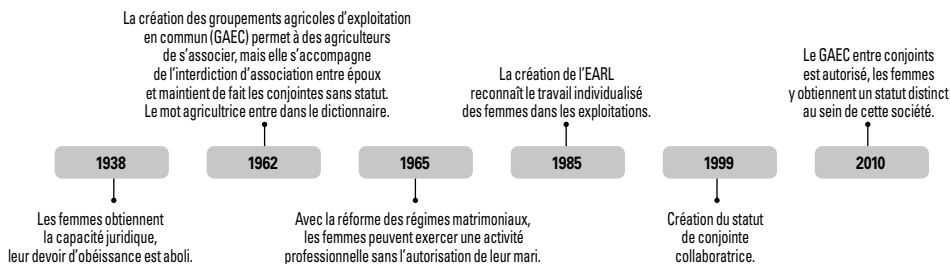 La création des groupements agricoles d'exploitation
en commun (GAEC) permet à des agriculteurs
de s'associer, mais elle s'accompagne
de l'interdiction d'association entre époux
et maintient de fait les conjointes sans statut.
Le mot agricultrice entre dans le dictionnaire.
La création de l'EARL
reconnaît le travail individualisé
des femmes dans les exploitations.
Le GAEC entre conjoints
est autorisé, les femmes
y obtiennent un statut distinct
au sein de cette société.
1938
1962
1965
1985
1999
2010
Les femmes obtiennent
la capacité juridique,
leur devoir d'obéissance est aboli.
Avec la réforme des régimes matrimoniaux,
les femmes peuvent exercer une activité
professionnelle sans l'autorisation de leur mari.
Création du statut
de conjointe
collaboratrice.